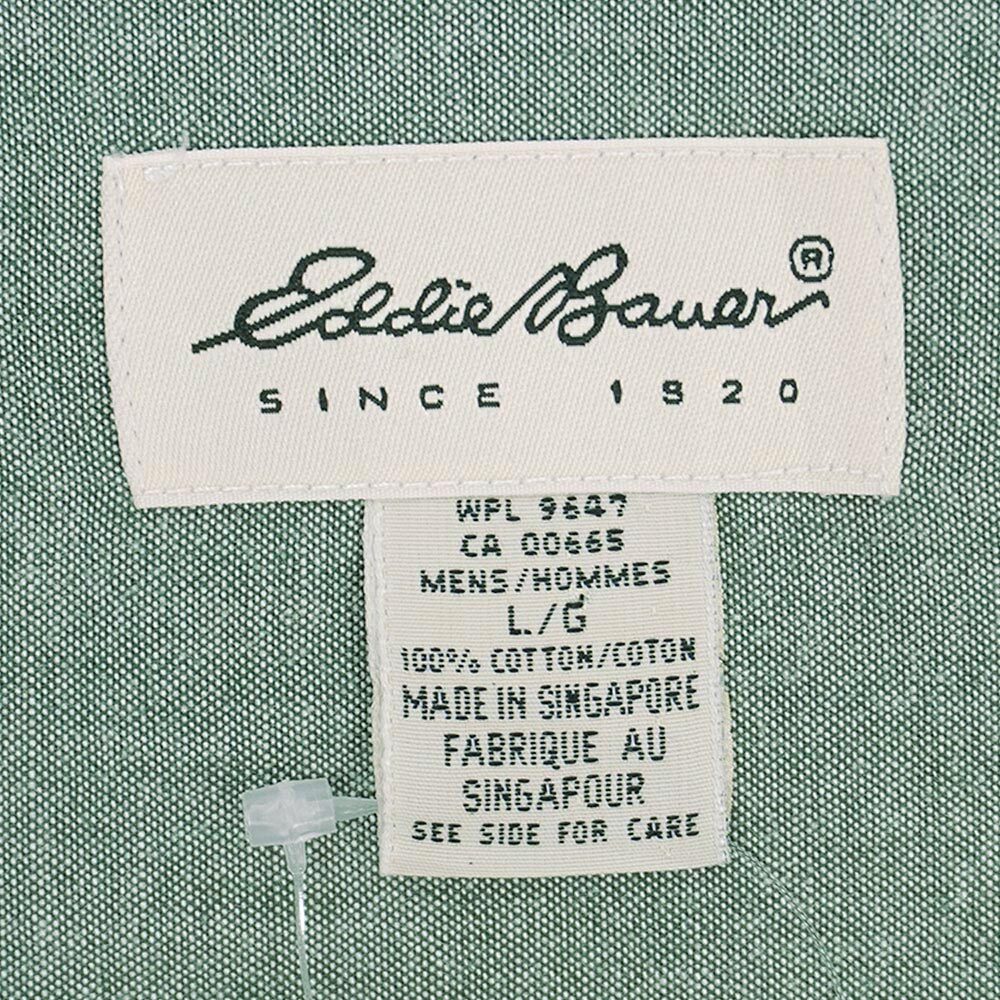 Eddie Bauer®
SINCE 1920
WPL 9647
CA 00665
MENS/HOMMES
L/G
100% COTTON/COTON
MADE IN SINGAPORE
FABRIQUE AU
SINGAPOUR
SEE SIDE FOR CARE